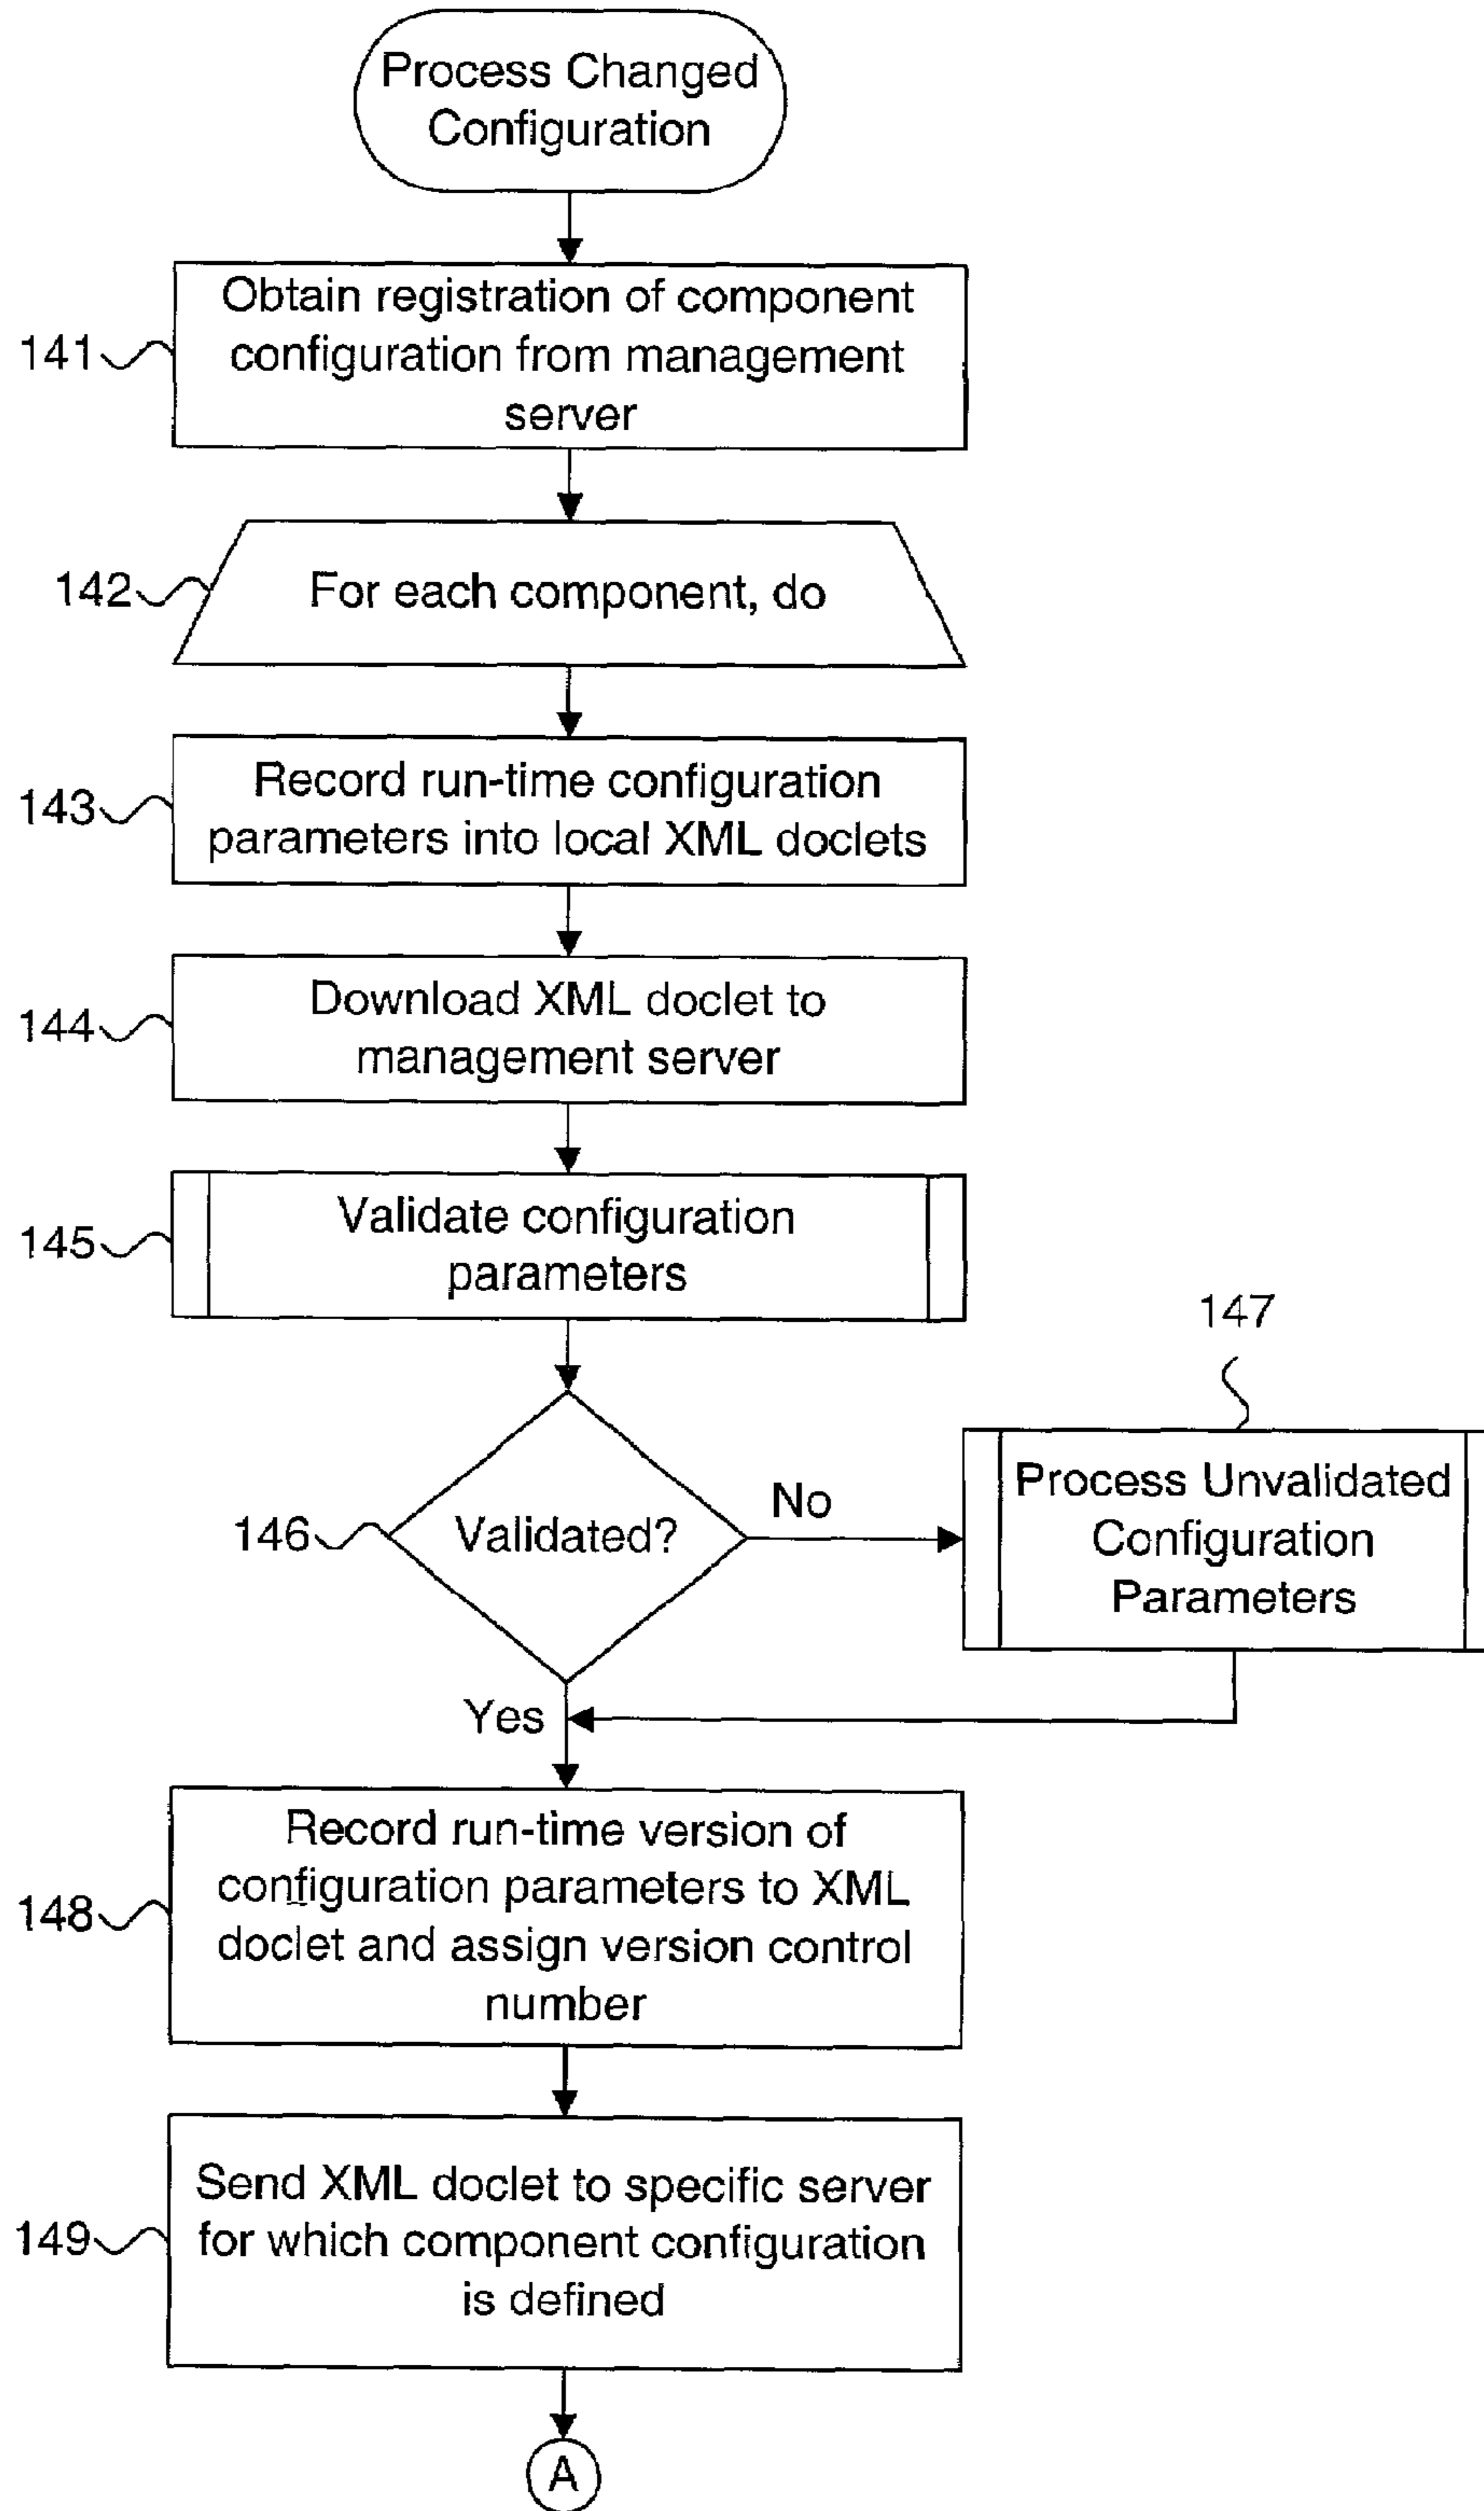 Process Changed
Configuration
Obtain registration of component
configuration from management
server
141
For each component, do
142
Record run-time configuration
parameters into local XML doclets
143
Download XML doclet to
management server
144
Validate configuration
parameters
145
147
Process Unvalidated
Configuration
Parameters
No
Validated?
146
Yes
Record run-time version of
configuration parameters to XML
doclet and assign version control
number
148
Send XML doclet to specific server
for which component configuration
is defined
149
A